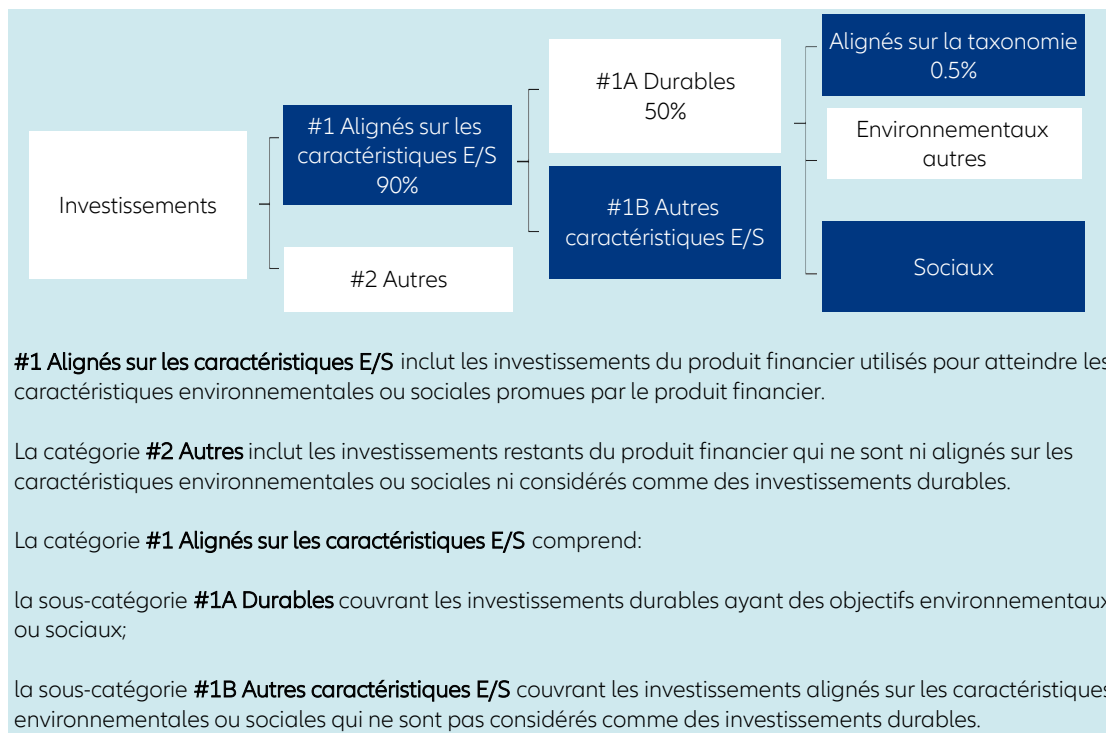 Investissements
#1 Alignés sur les
caractéristiques E/S
90%
#2 Autres
#1A Durables
50%
#1B Autres
caractéristiques E/S
Alignés sur la taxonomie
0.5%
Environnementaux
autres
Sociaux
#1 Alignés sur les caractéristiques E/S inclut les investissements du produit financier utilisés pour atteindre les
caractéristiques environnementales ou sociales promues par le produit financier.
La catégorie #2 Autres inclut les investissements restants du produit financier qui ne sont ni alignés sur les
caractéristiques environnementales ou sociales ni considérés comme des investissements durables.
La catégorie #1 Alignés sur les caractéristiques E/S comprend:
la sous-catégorie #1A Durables couvrant les investissements durables ayant des objectifs environnementaux
ou sociaux;
la sous-catégorie #1B Autres caractéristiques E/S couvrant les investissements alignés sur les caractéristiques
environnementales ou sociales qui ne sont pas considérés comme des investissements durables.